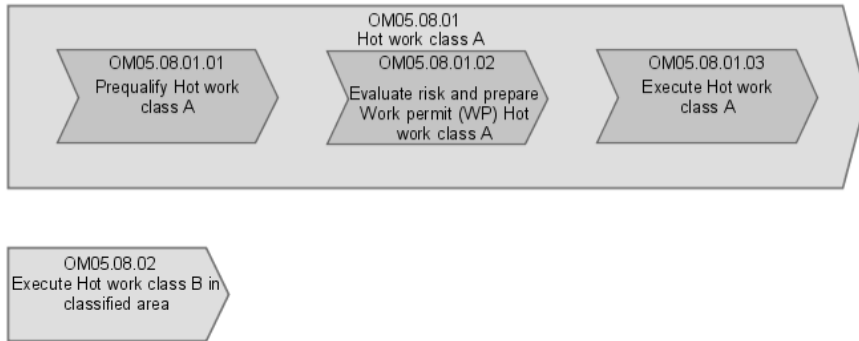 OM05.08.01
Hot work class A
OM05.08.01.01
Prequalify Hot work
class A
OM05.08.01.02
Evaluate risk and prepare
Work permit (WP) Hot
work class A
OM05.08.01.03
Execute Hot work
class A
OM05.08.02
Execute Hot work class B in
classified area